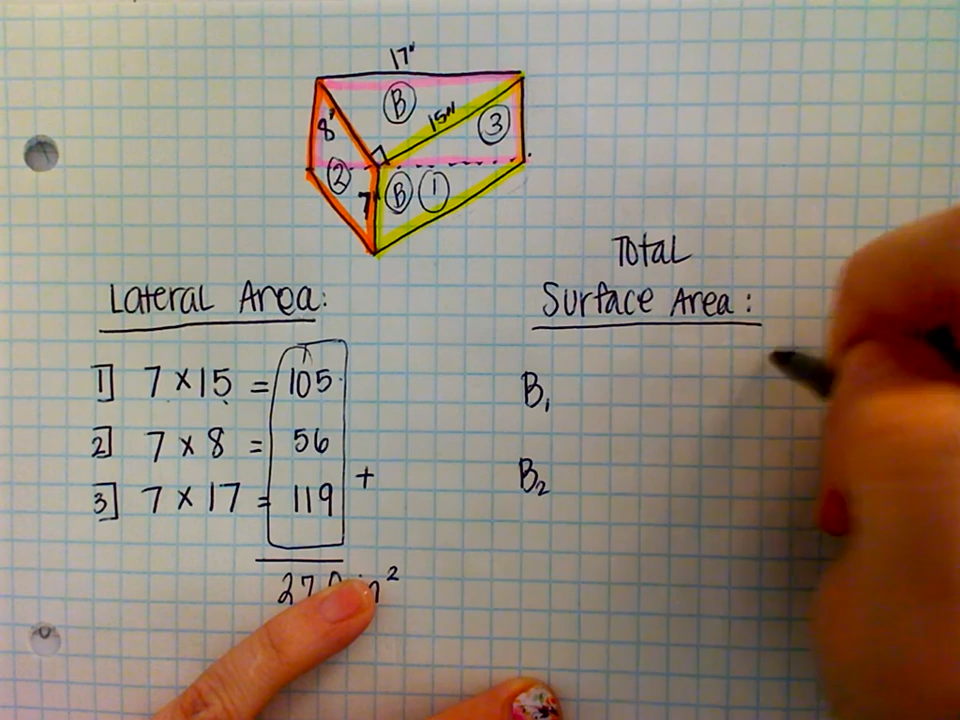 17"
B
8"
15"
3
2
7"
B 1
Total
Lateral Area:
Surface Area:
1] 7 × 15 = 105
2] 7 × 8 = 56
3] 7 × 17 = 119 +
B₁
B₂